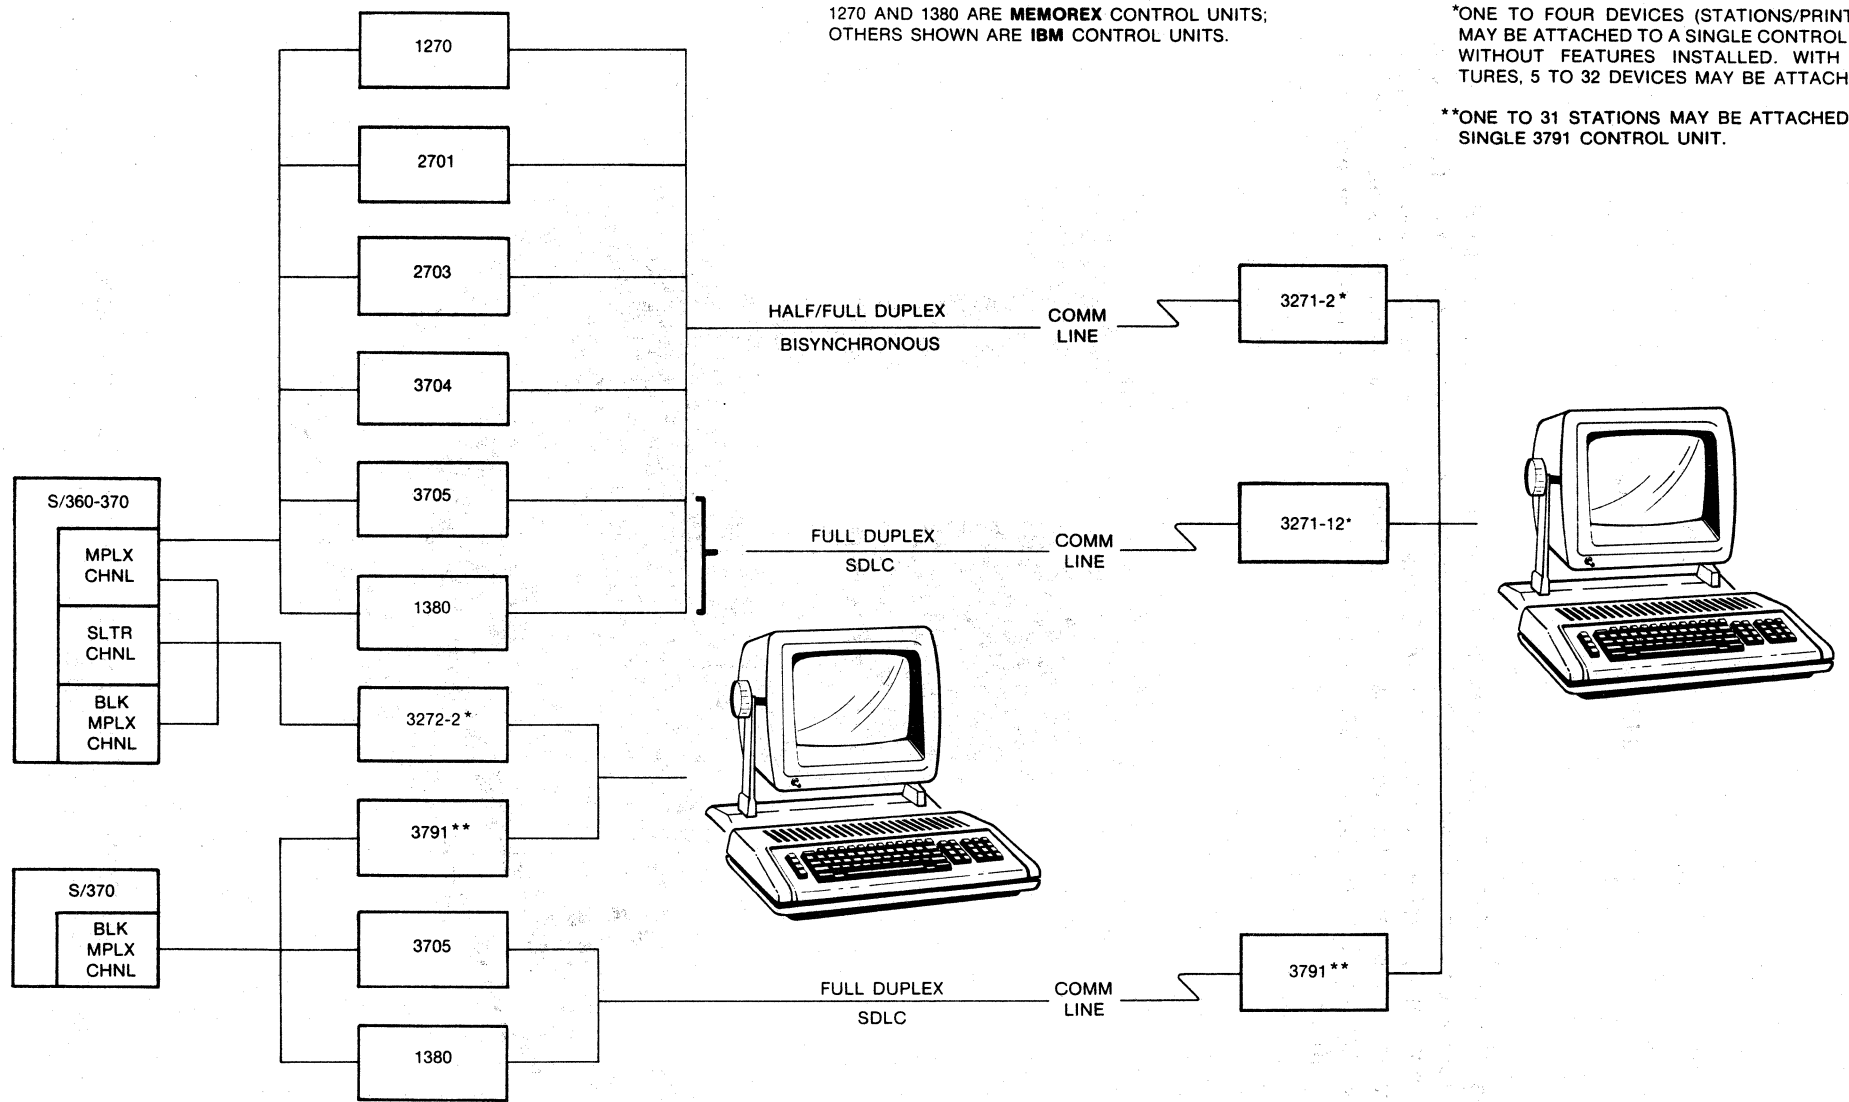 1270 AND 1380 ARE MEMOREX CONTROL UNITS;
OTHERS SHOWN ARE IBM CONTROL UNITS.
*ONE TO FOUR DEVICES (STATIONS/PRINT
MAY BE ATTACHED TO A SINGLE CONTROL
WITHOUT FEATURES INSTALLED. WITH
TURES, 5 TO 32 DEVICES MAY BE ATTACH
**ONE TO 31 STATIONS MAY BE ATTACHED
SINGLE 3791 CONTROL UNIT.
1270
2701
2703
3704
3705
1380
3272-2*
3791**
3705
1380
S/360-370
MPLX
CHNL
SLTR
CHNL
BLK
MPLX
CHNL
S/370
BLK
MPLX
CHNL
HALF/FULL DUPLEX
BISYNCHRONOUS
COMM
LINE
3271-2*
FULL DUPLEX
SDLC
COMM
LINE
3271-12*
FULL DUPLEX
SDLC
COMM
LINE
3791**